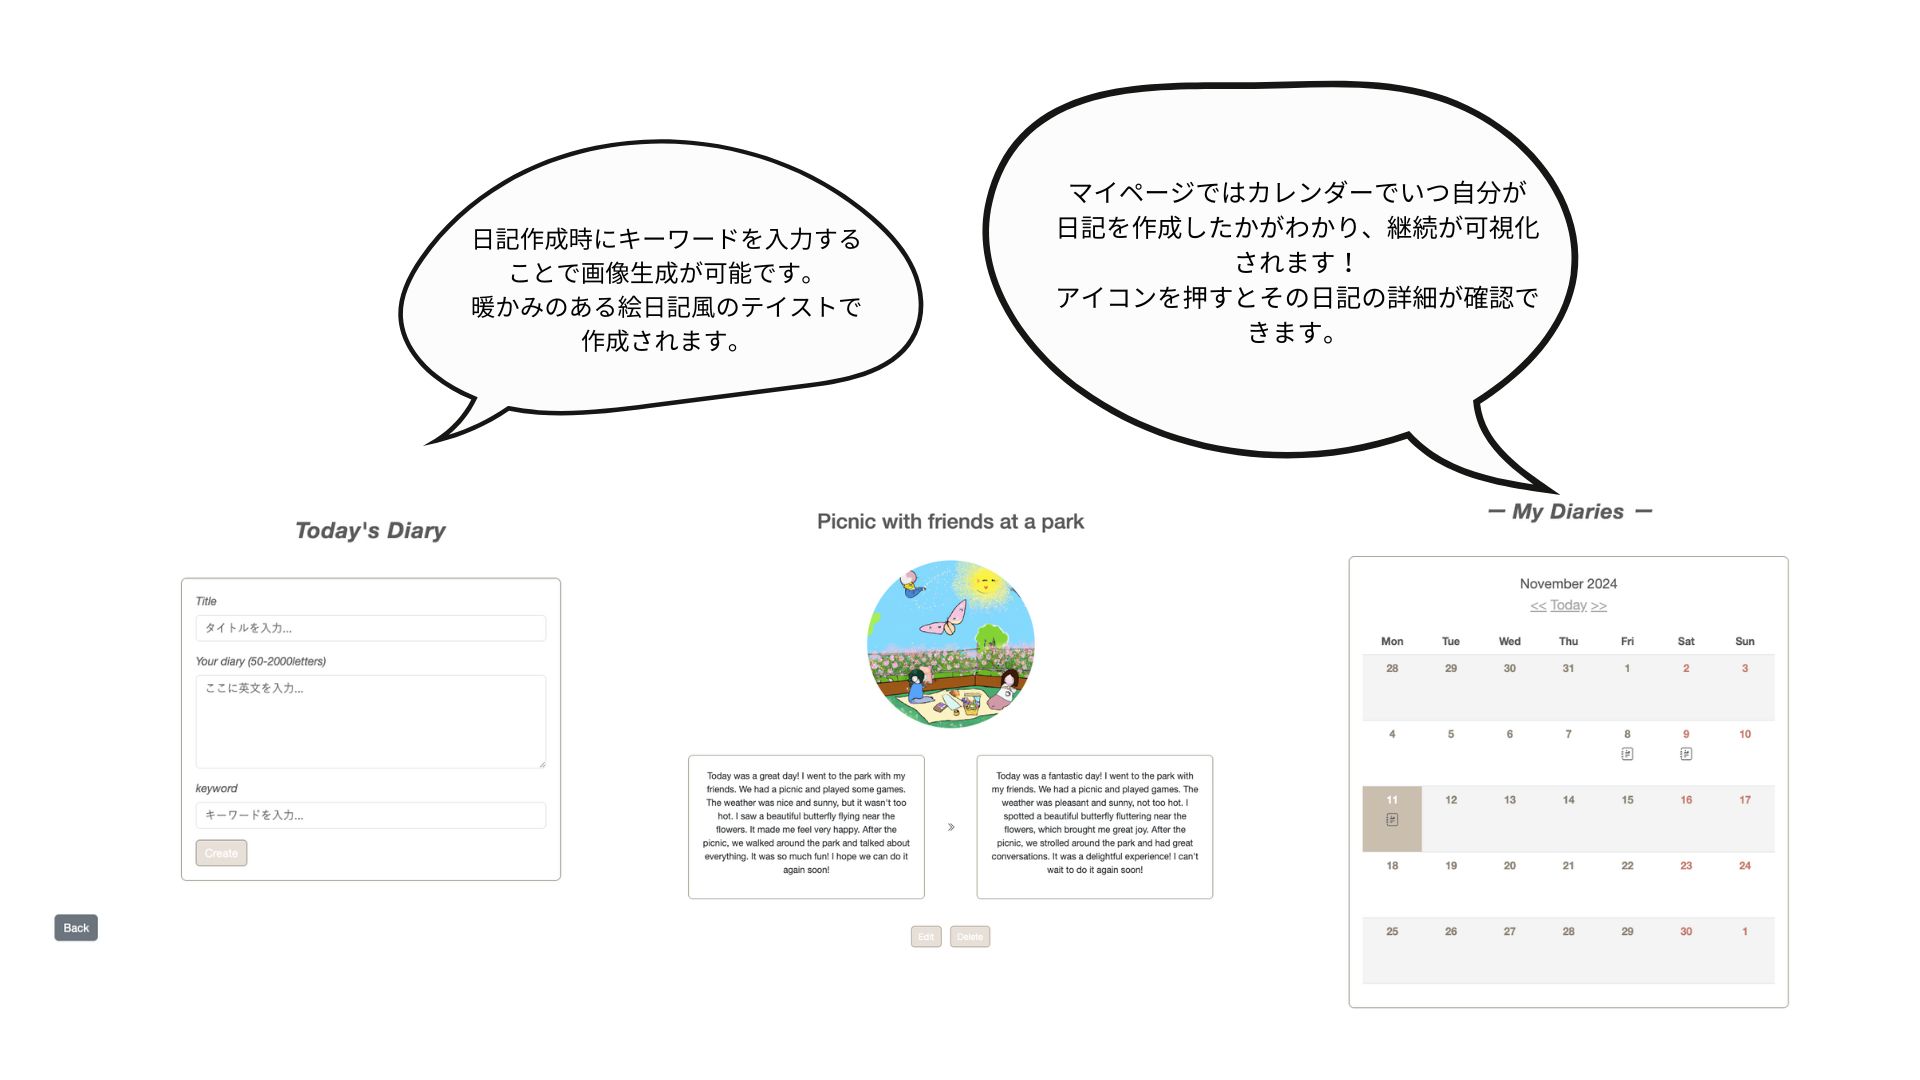 日記作成時にキーワードを入力する
ことで画像生成が可能です。
暖かみのある絵日記風のテイストで
作成されます。
マイページではカレンダーでいつ自分が
日記を作成したかがわかり、継続が可視化
されます！
アイコンを押すとその日記の詳細が確認で
きます。
Today's Diary
Title
タイトルを入力...
Your diary (50-2000letters)
ここに英文を入力...
keyword
キーワードを入力...
Create
Back
Picnic with friends at a park
Today was a great day! I went to the park with my
friends. We had a picnic and played some games.
The weather was nice and sunny, but it wasn't too
hot. I saw a beautiful butterfly flying near the
flowers. It made me feel very happy. After the
picnic, we walked around the park and talked about
everything. It was so much fun! I hope we can do it
again soon!
»
Today was a fantastic day! I went to the park with
my friends. We had a picnic and played games. The
weather was pleasant and sunny, not too hot. I
spotted a beautiful butterfly fluttering near the
flowers, which brought me great joy. After the
picnic, we strolled around the park and had great
conversations. It was a delightful experience! I can't
wait to do it again soon!
Edit Delete
— My Diaries —
November 2024
<< Today >>
Mon Tue Wed Thu Fri Sat Sun
28 29 30 31 1 2 3
4 5 6 7 8 9 10
11 12 13 14 15 16 17
18 19 20 21 22 23 24
25 26 27 28 29 30 1